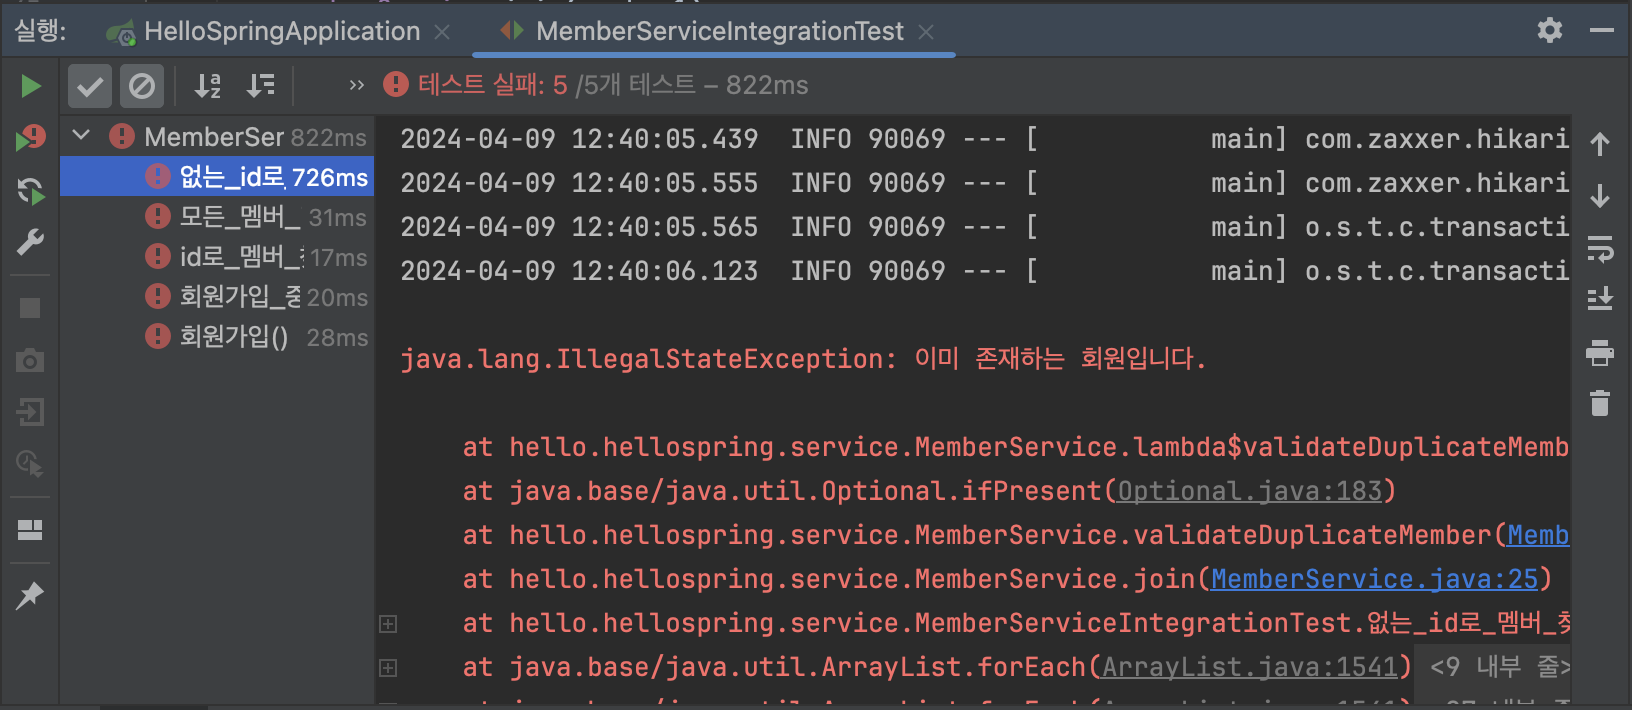 실행: HelloSpringApplication MemberServiceIntegrationTest
테스트 실패: 5 /5개 테스트 – 822ms
MemberSer 822ms
없는_id로_ 726ms
모든_멤버_ 31ms
id로_멤버_ 17ms
회원가입_중 20ms
회원가입() 28ms
2024-04-09 12:40:05.439 INFO 90069 --- [ main] com.zaxxer.hikari
2024-04-09 12:40:05.555 INFO 90069 --- [ main] com.zaxxer.hikari
2024-04-09 12:40:05.565 INFO 90069 --- [ main] o.s.t.c.transacti
2024-04-09 12:40:06.123 INFO 90069 --- [ main] o.s.t.c.transacti
java.lang.IllegalStateException: 이미 존재하는 회원입니다.
at hello.hellospring.service.MemberService.lambda$validateDuplicateMemb
at java.base/java.util.Optional.ifPresent(Optional.java:183)
at hello.hellospring.service.MemberService.validateDuplicateMember(Memb
at hello.hellospring.service.MemberService.join(MemberService.java:25)
at hello.hellospring.service.MemberServiceIntegrationTest.없는_id로_멤버_찾
at java.base/java.util.ArrayList.forEach(ArrayList.java:1541) <9 내부 줄>